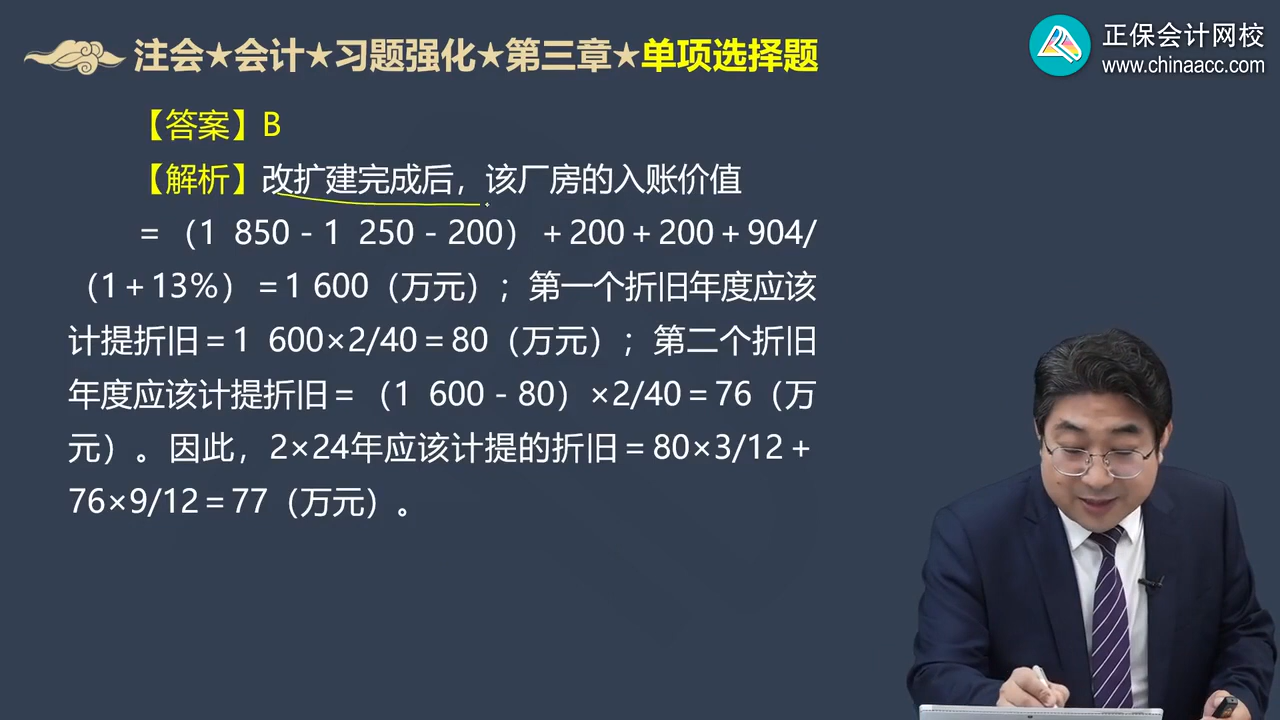 注会★会计★习题强化★第三章★单项选择题
正保会计网校
www.chinaacc.com
【答案】B
【解析】改扩建完成后，该厂房的入账价值
＝（1 850－1 250－200）＋200＋200＋904/
（1＋13%）＝1 600（万元）；第一个折旧年度应该
计提折旧＝1 600×2/40＝80（万元）；第二个折旧
年度应该计提折旧＝（1 600－80）×2/40＝76（万
元）。因此，2×24年应该计提的折旧＝80×3/12＋
76×9/12＝77（万元）。